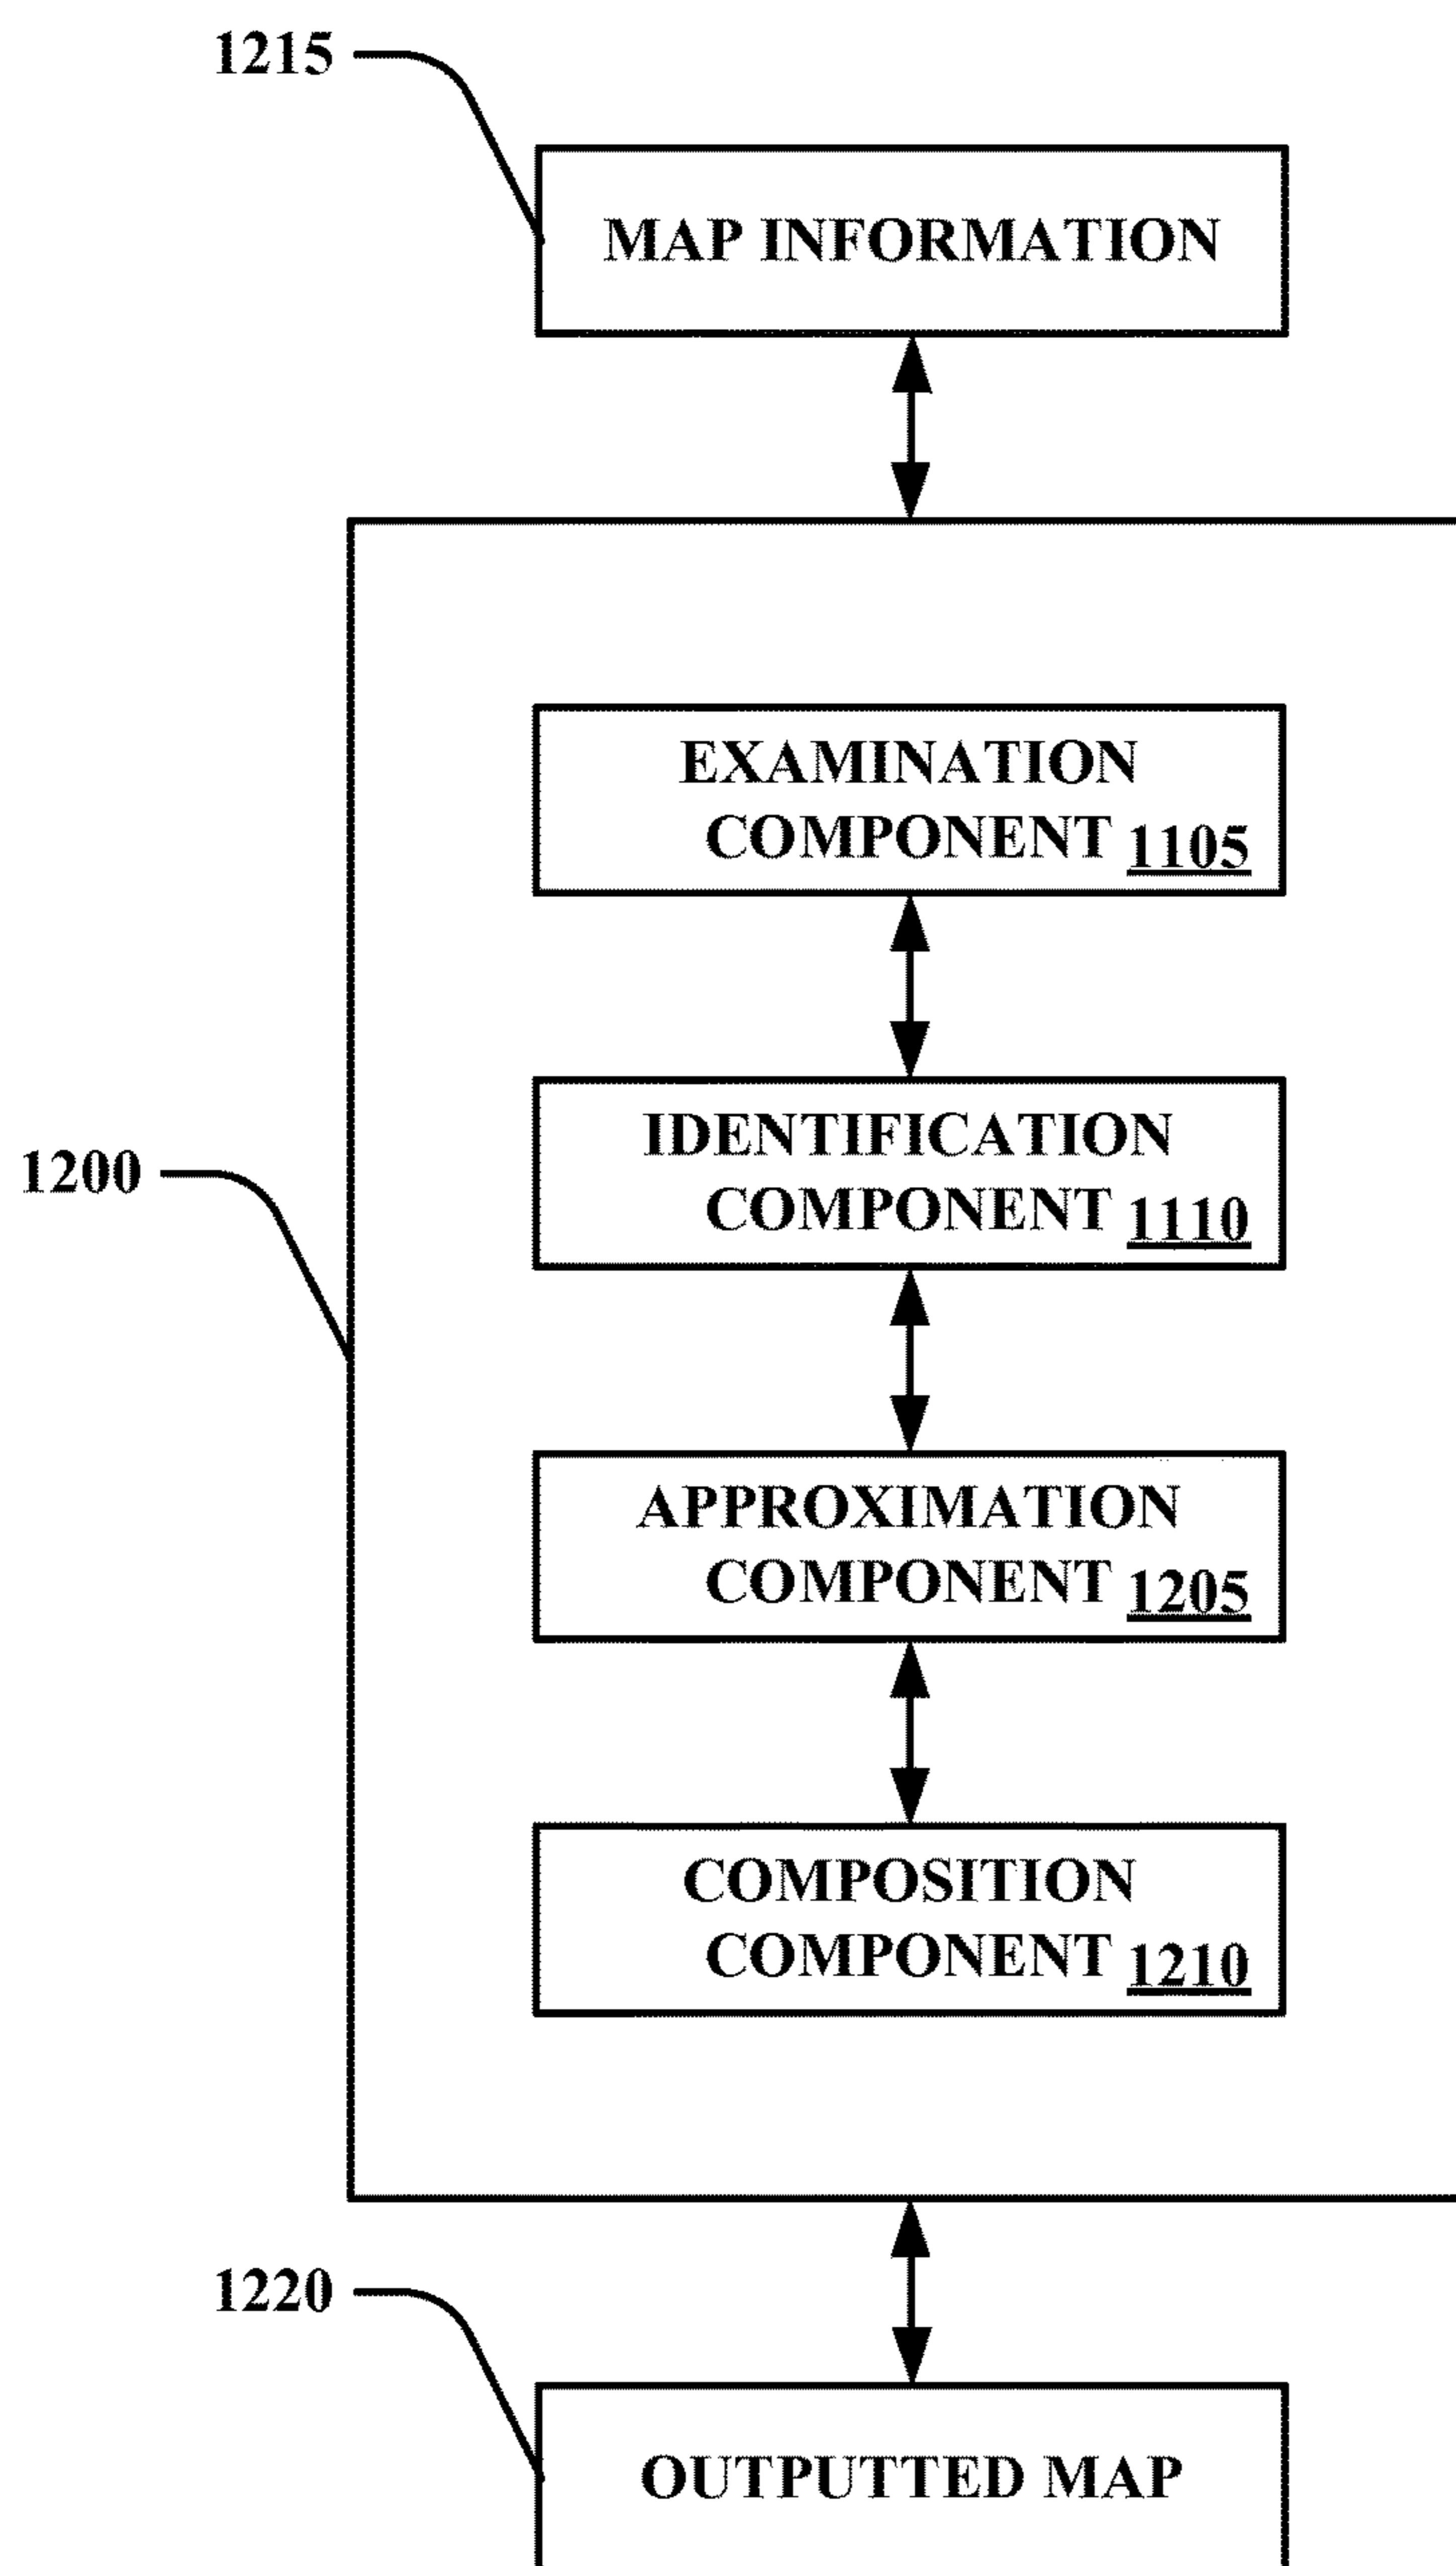 1215
MAP INFORMATION
EXAMINATION
COMPONENT 1105
1200
IDENTIFICATION
COMPONENT 1110
APPROXIMATION
COMPONENT 1205
COMPOSITION
COMPONENT 1210
1220
OUTPUTTED MAP